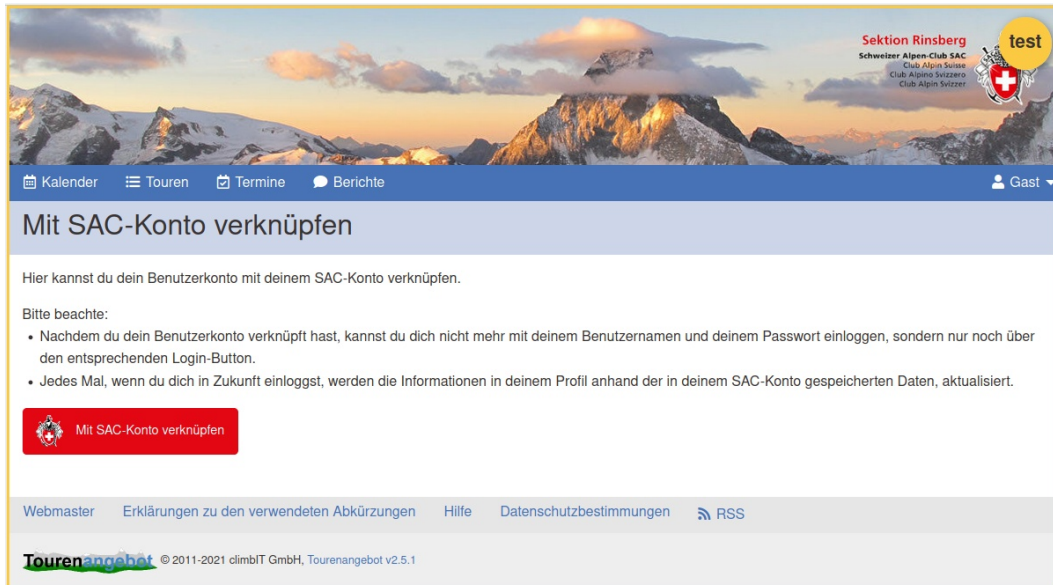 Sektion Rinsberg
Schweizer Alpen-Club SAC
Club Alpin Suisse
Club Alpino Svizzero
Club Alpin Svizzer
test
Kalender Touren Termine Berichte Gast
Mit SAC-Konto verknüpfen
Hier kannst du dein Benutzerkonto mit deinem SAC-Konto verknüpfen.
Bitte beachte:
• Nachdem du dein Benutzerkonto verknüpft hast, kannst du dich nicht mehr mit deinem Benutzernamen und deinem Passwort einloggen, sondern nur noch über
den entsprechenden Login-Button.
• Jedes Mal, wenn du dich in Zukunft einloggst, werden die Informationen in deinem Profil anhand der in deinem SAC-Konto gespeicherten Daten, aktualisiert.
Mit SAC-Konto verknüpfen
Webmaster Erklärungen zu den verwendeten Abkürzungen Hilfe Datenschutzbestimmungen RSS
Tourenangebot © 2011-2021 climbIT GmbH, Tourenangebot v2.5.1